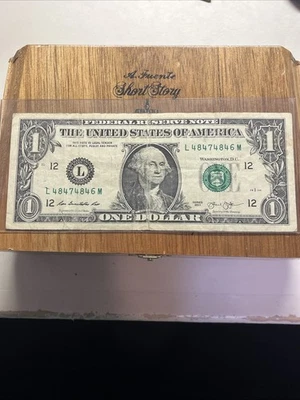 A. Fuente
Short Story
FEDERAL RESERVE NOTE
THE UNITED STATES OF AMERICA
L 48474846 M
WASHINGTON, D.C.
12
12
L
L 48474846 M
12
12
1
1
1
1
ONE DOLLAR